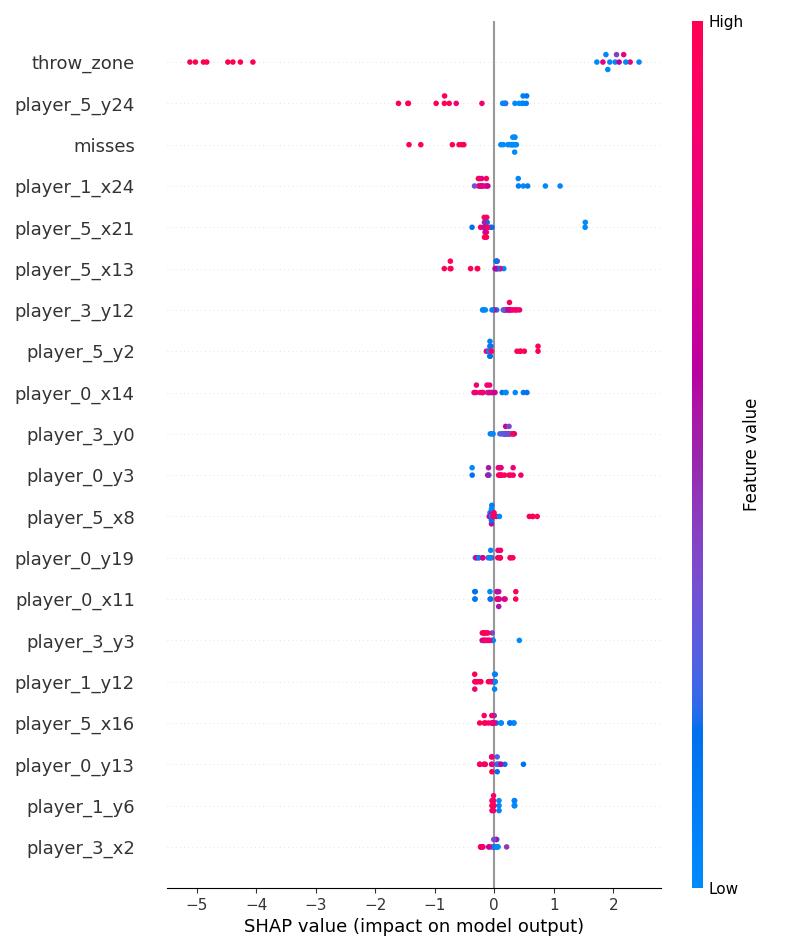 High
throw_zone
player_5_y24
misses
player_1_x24
player_5_x21
player_5_x13
player_3_y12
player_5_y2
player_0_x14
player_3_y0
player_0_y3
player_5_x8
player_0_y19
player_0_x11
player_3_y3
player_1_y12
player_5_x16
player_0_y13
player_1_y6
player_3_x2
Feature value
Low
−5 −4 −3 −2 −1 0 1 2
SHAP value (impact on model output)